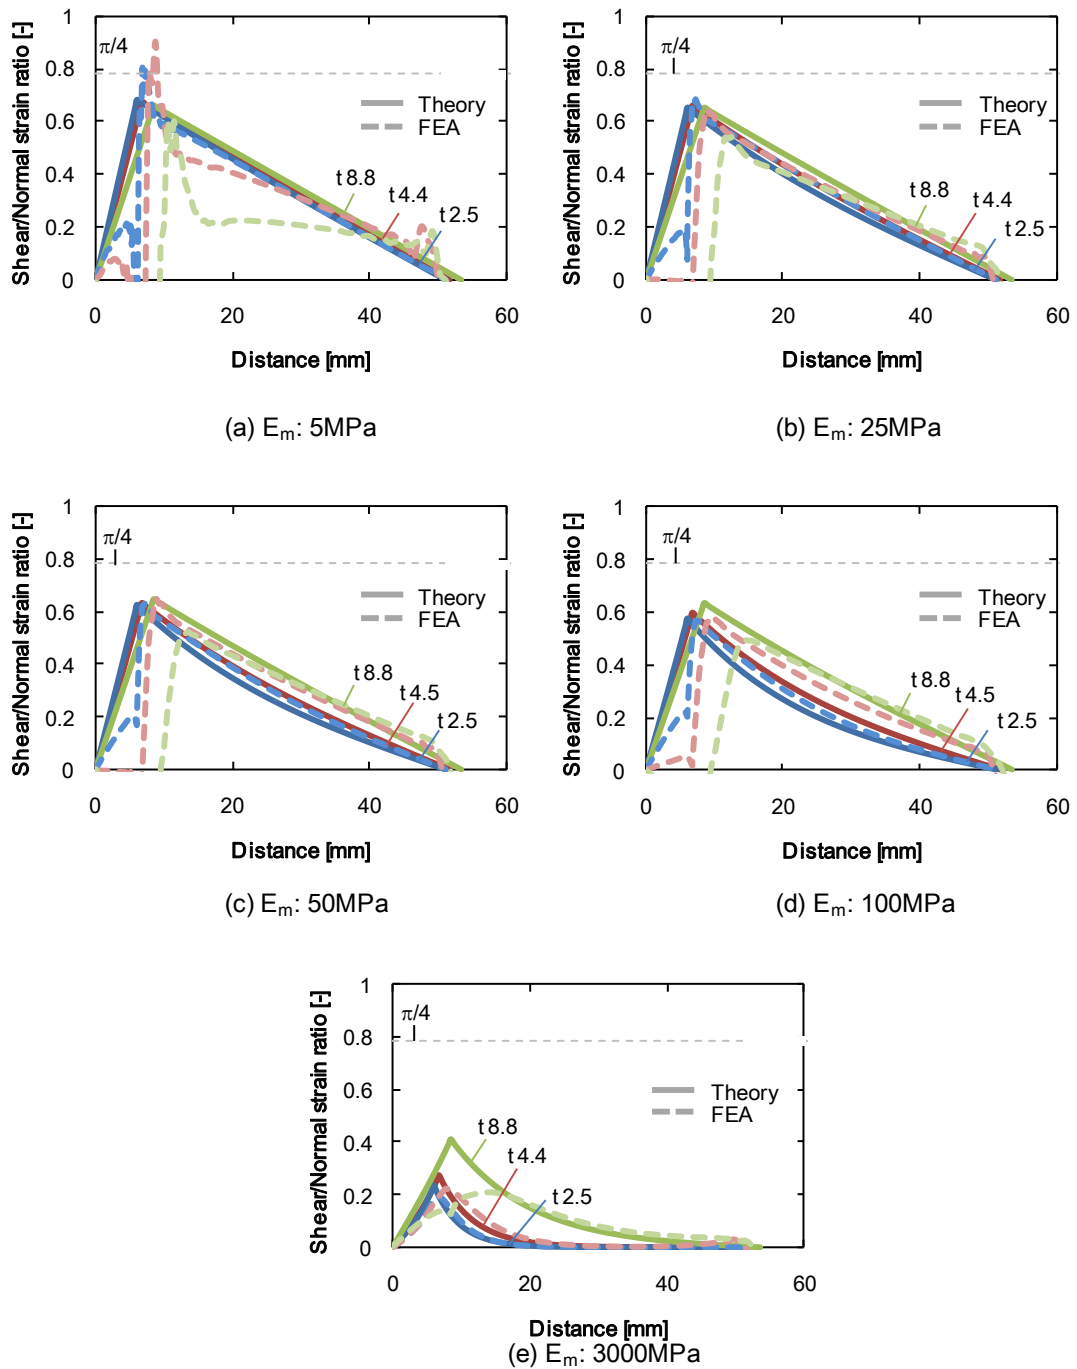 Shear/Normal strain ratio [-]
1
0.8
0.6
0.4
0.2
0
π/4
Theory
FEA
t 8.8
t 4.4
t 2.5
0
20
40
60
Distance [mm]
(a) Em: 5MPa
Shear/Normal strain ratio [-]
1
0.8
0.6
0.4
0.2
0
π/4
Theory
FEA
t 8.8
t 4.4
t 2.5
0
20
40
60
Distance [mm]
(b) Em: 25MPa
Shear/Normal strain ratio [-]
1
0.8
0.6
0.4
0.2
0
π/4
Theory
FEA
t 8.8
t 4.5
t 2.5
0
20
40
60
Distance [mm]
(c) Em: 50MPa
Shear/Normal strain ratio [-]
1
0.8
0.6
0.4
0.2
0
π/4
Theory
FEA
t 8.8
t 4.5
t 2.5
0
20
40
60
Distance [mm]
(d) Em: 100MPa
Shear/Normal strain ratio [-]
1
0.8
0.6
0.4
0.2
0
π/4
Theory
FEA
t 8.8
t 4.4
t 2.5
0
20
40
60
Distance [mm]
(e) Em: 3000MPa